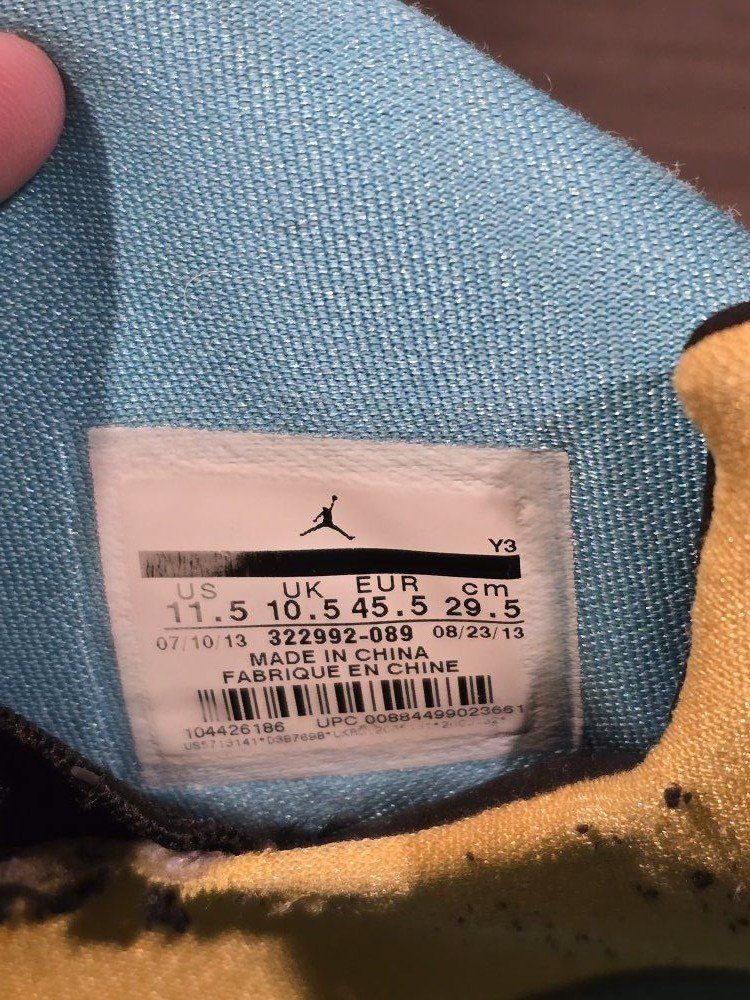 Y3
US UK EUR cm
11.5 10.5 45.5 29.5
07/10/13 322992-089 08/23/13
MADE IN CHINA
FABRIQUE EN CHINE
104426186 UPC 00884499023661